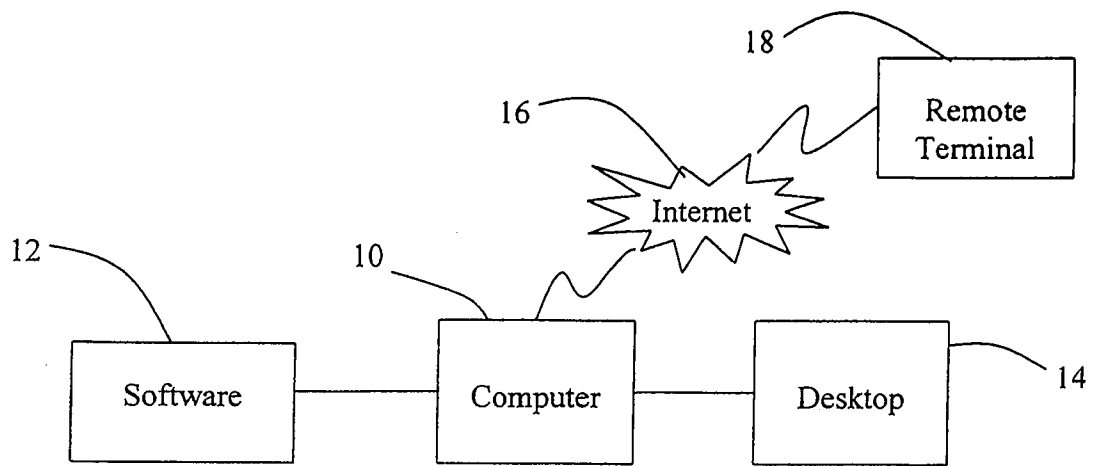 18
Remote
Terminal
16
Internet
12
10
Software
Computer
Desktop
14